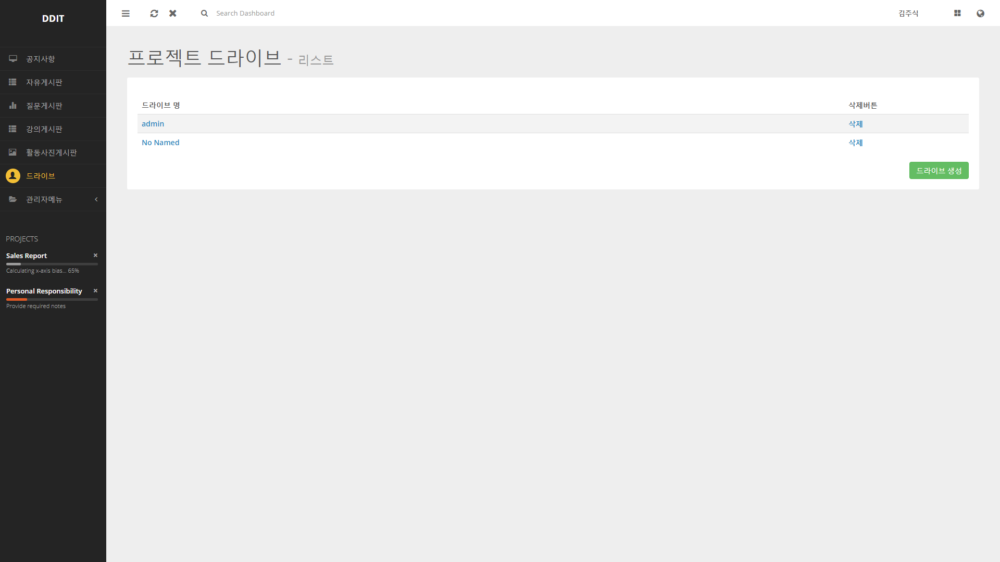 DDIT
Search Dashboard
김주식
공지사항
자유게시판
질문게시판
강의게시판
활동사진게시판
드라이브
관리자메뉴
PROJECTS
Sales Report
Calculating x-axis bias... 65%
Personal Responsibility
Provide required notes
프로젝트 드라이브 - 리스트
드라이브 명 삭제버튼
admin 삭제
No Named 삭제
드라이브 생성